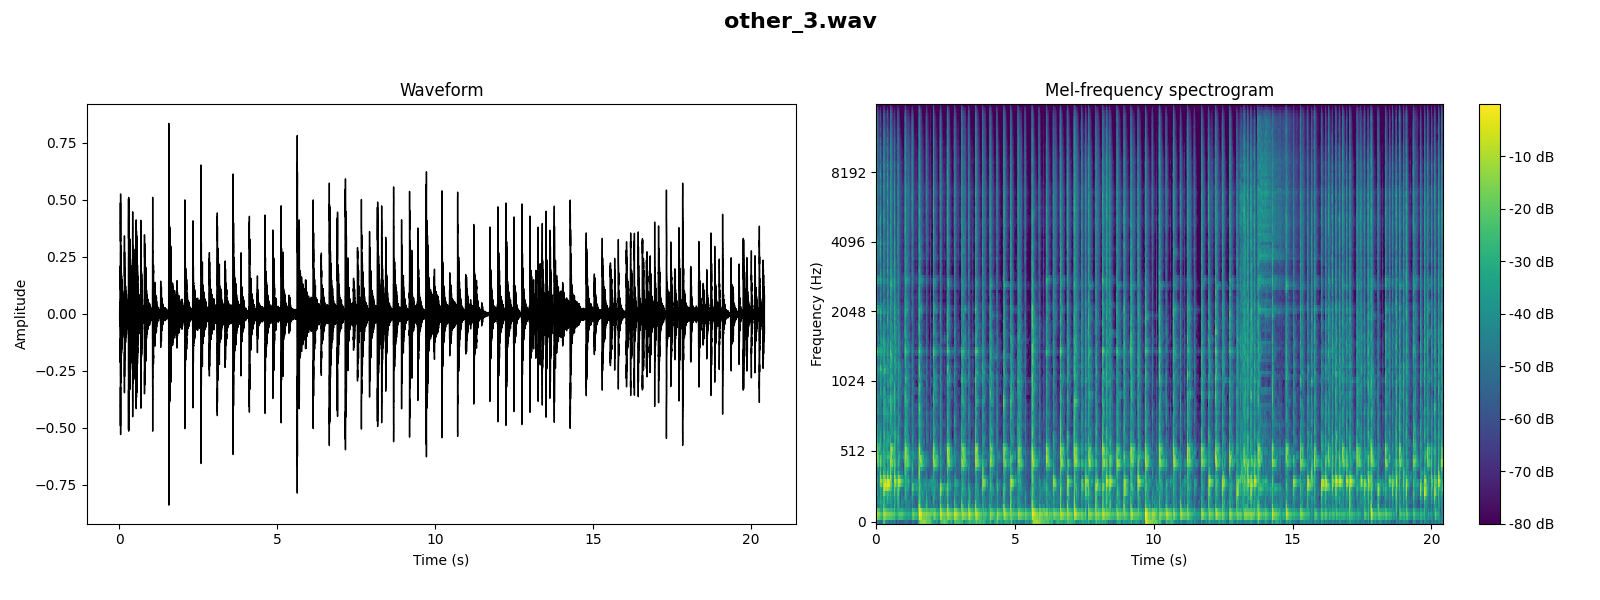 other_3.wav
Waveform
Mel-frequency spectrogram
0.75
0.50
0.25
0.00
−0.25
−0.50
−0.75
Amplitude
0
5
10
15
20
Time (s)
8192
4096
2048
1024
512
0
Frequency (Hz)
0
5
10
15
20
Time (s)
-10 dB
-20 dB
-30 dB
-40 dB
-50 dB
-60 dB
-70 dB
-80 dB